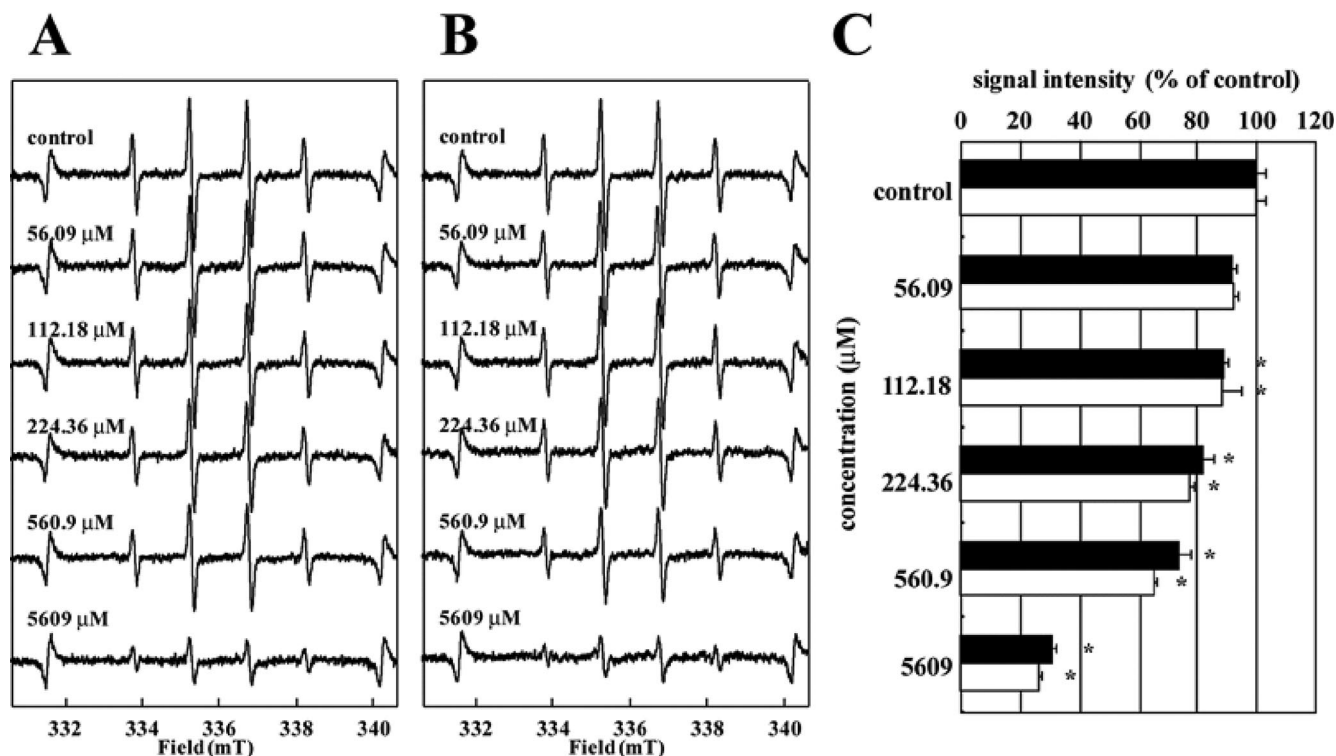 A
control
56.09 μM
112.18 μM
224.36 μM
560.9 μM
5609 μM
332 334 336 338 340
Field (mT)
B
control
56.09 μM
112.18 μM
224.36 μM
560.9 μM
5609 μM
332 334 336 338 340
Field (mT)
C
signal intensity (% of control)
0 20 40 60 80 100 120
concentration (μM)
control
56.09
112.18
*
*
224.36
*
*
560.9
*
*
5609
*
*